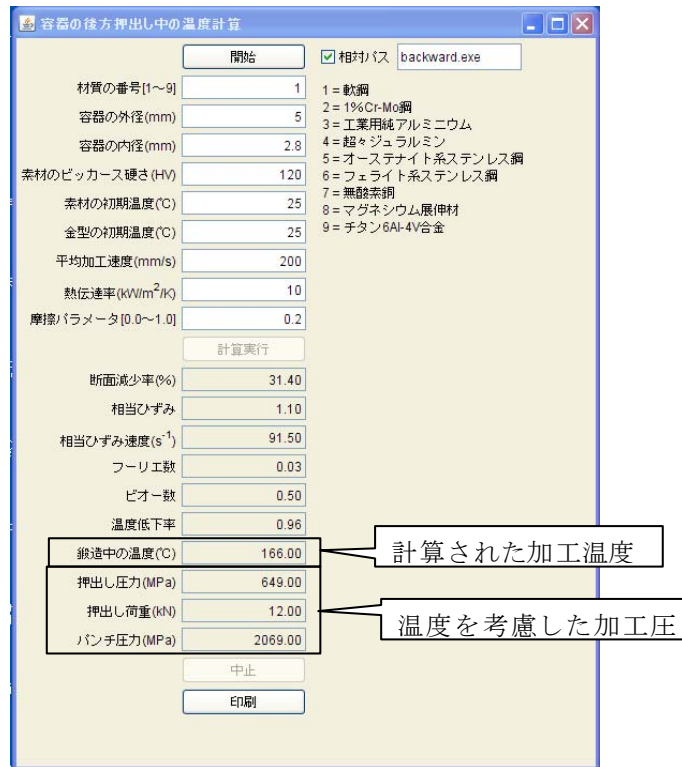 容器の後方押出し中の温度計算
開始
相対パス backward.exe
材質の番号[1～9] 1
容器の外径(mm) 5
容器の内径(mm) 2.8
素材のビッカース硬さ(HV) 120
素材の初期温度(℃) 25
金型の初期温度(℃) 25
平均加工速度(mm/s) 200
熱伝達率(kW/m²/K) 10
摩擦パラメータ[0.0～1.0] 0.2
1 = 軟鋼
2 = 1%Cr-Mo鋼
3 = 工業用純アルミニウム
4 = 超々ジュラルミン
5 = オーステナイト系ステンレス鋼
6 = フェライト系ステンレス鋼
7 = 無酸素銅
8 = マグネシウム展伸材
9 = チタン6Al-4V合金
計算実行
断面減少率(%) 31.40
相当ひずみ 1.10
相当ひずみ速度(s⁻¹) 91.50
フーリエ数 0.03
ビオー数 0.50
温度低下率 0.96
鍛造中の温度(℃) 166.00
計算された加工温度
押出し圧力(MPa) 649.00
押出し荷重(kN) 12.00
パンチ圧力(MPa) 2069.00
温度を考慮した加工圧
中止
印刷